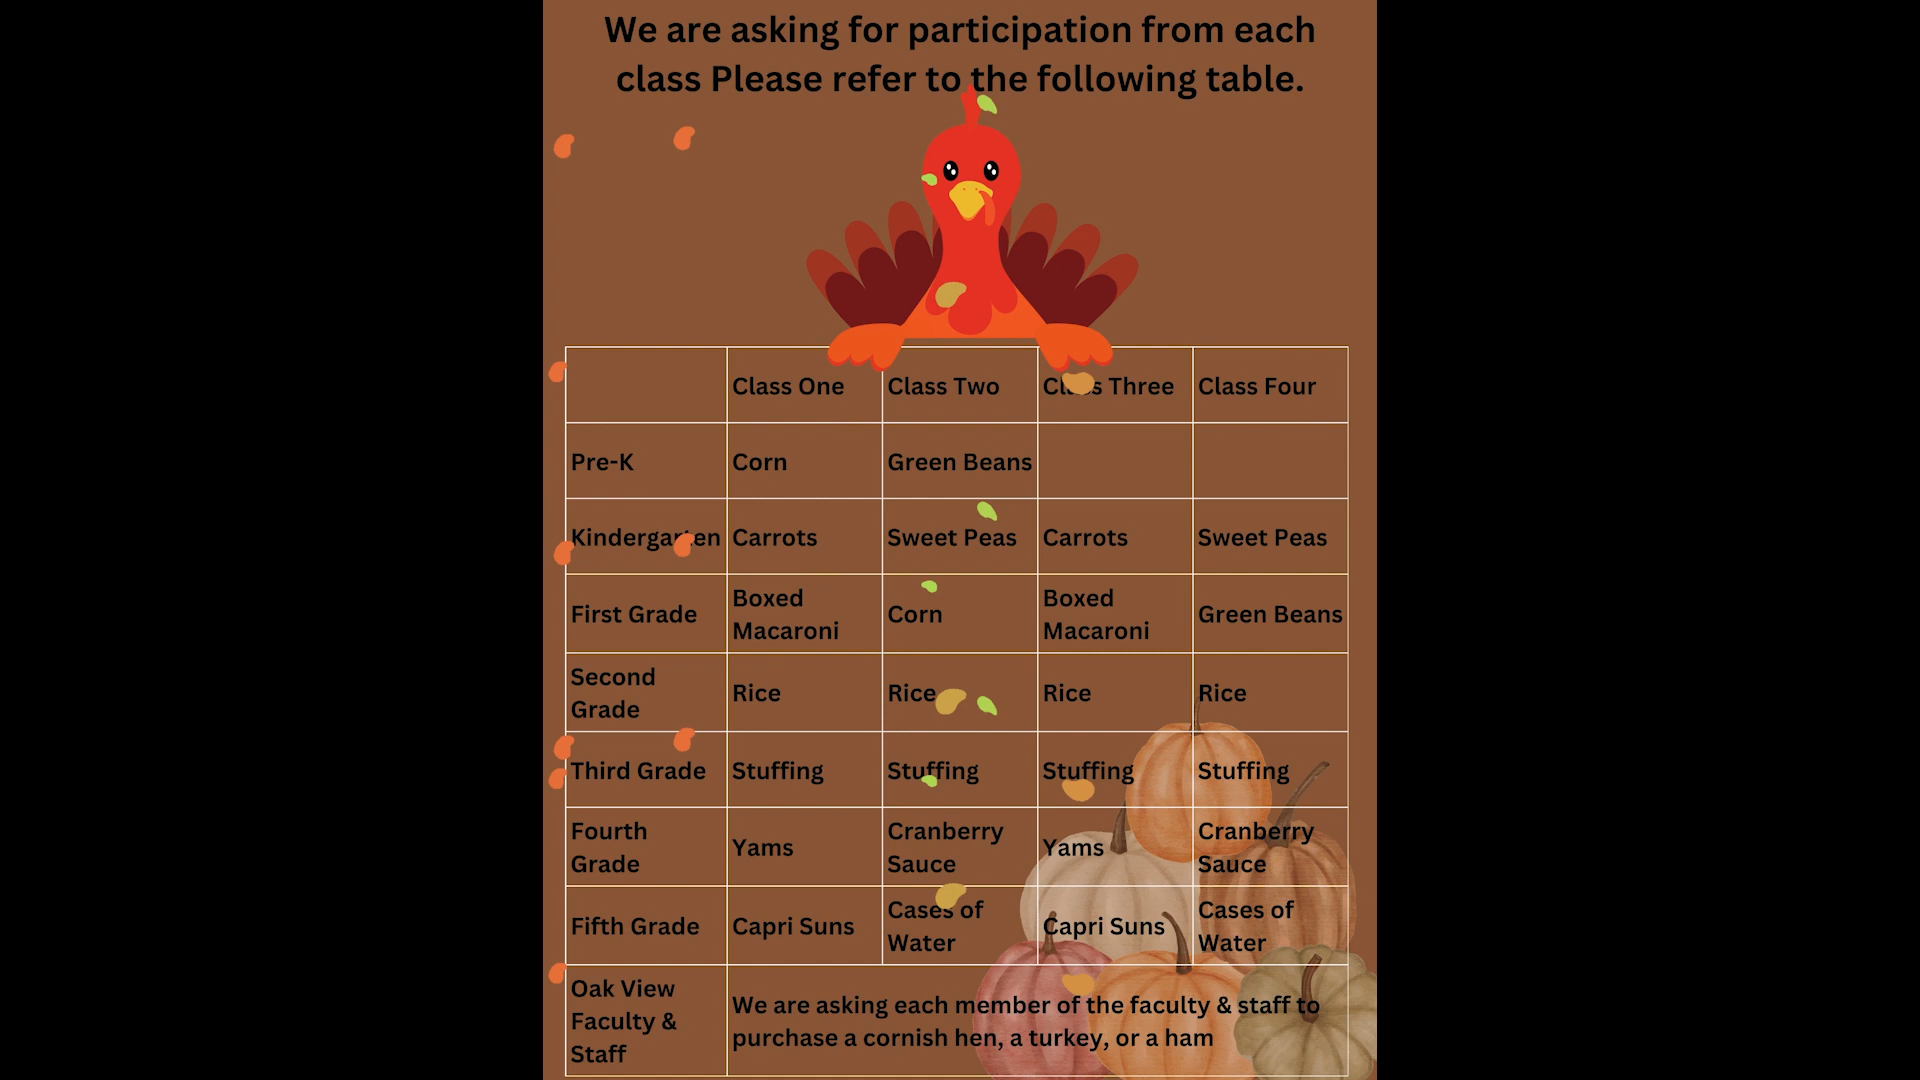 We are asking for participation from each
class Please refer to the following table.
Class One Class Two Class Three Class Four
Pre-K Corn Green Beans
Kindergarten Carrots Sweet Peas Carrots Sweet Peas
First Grade Boxed Macaroni Corn Boxed Macaroni Green Beans
Second Grade Rice Rice Rice Rice
Third Grade Stuffing Stuffing Stuffing Stuffing
Fourth Grade Yams Cranberry Sauce Yams Cranberry Sauce
Fifth Grade Capri Suns Cases of Water Capri Suns Cases of Water
Oak View Faculty & Staff
We are asking each member of the faculty & staff to
purchase a cornish hen, a turkey, or a ham